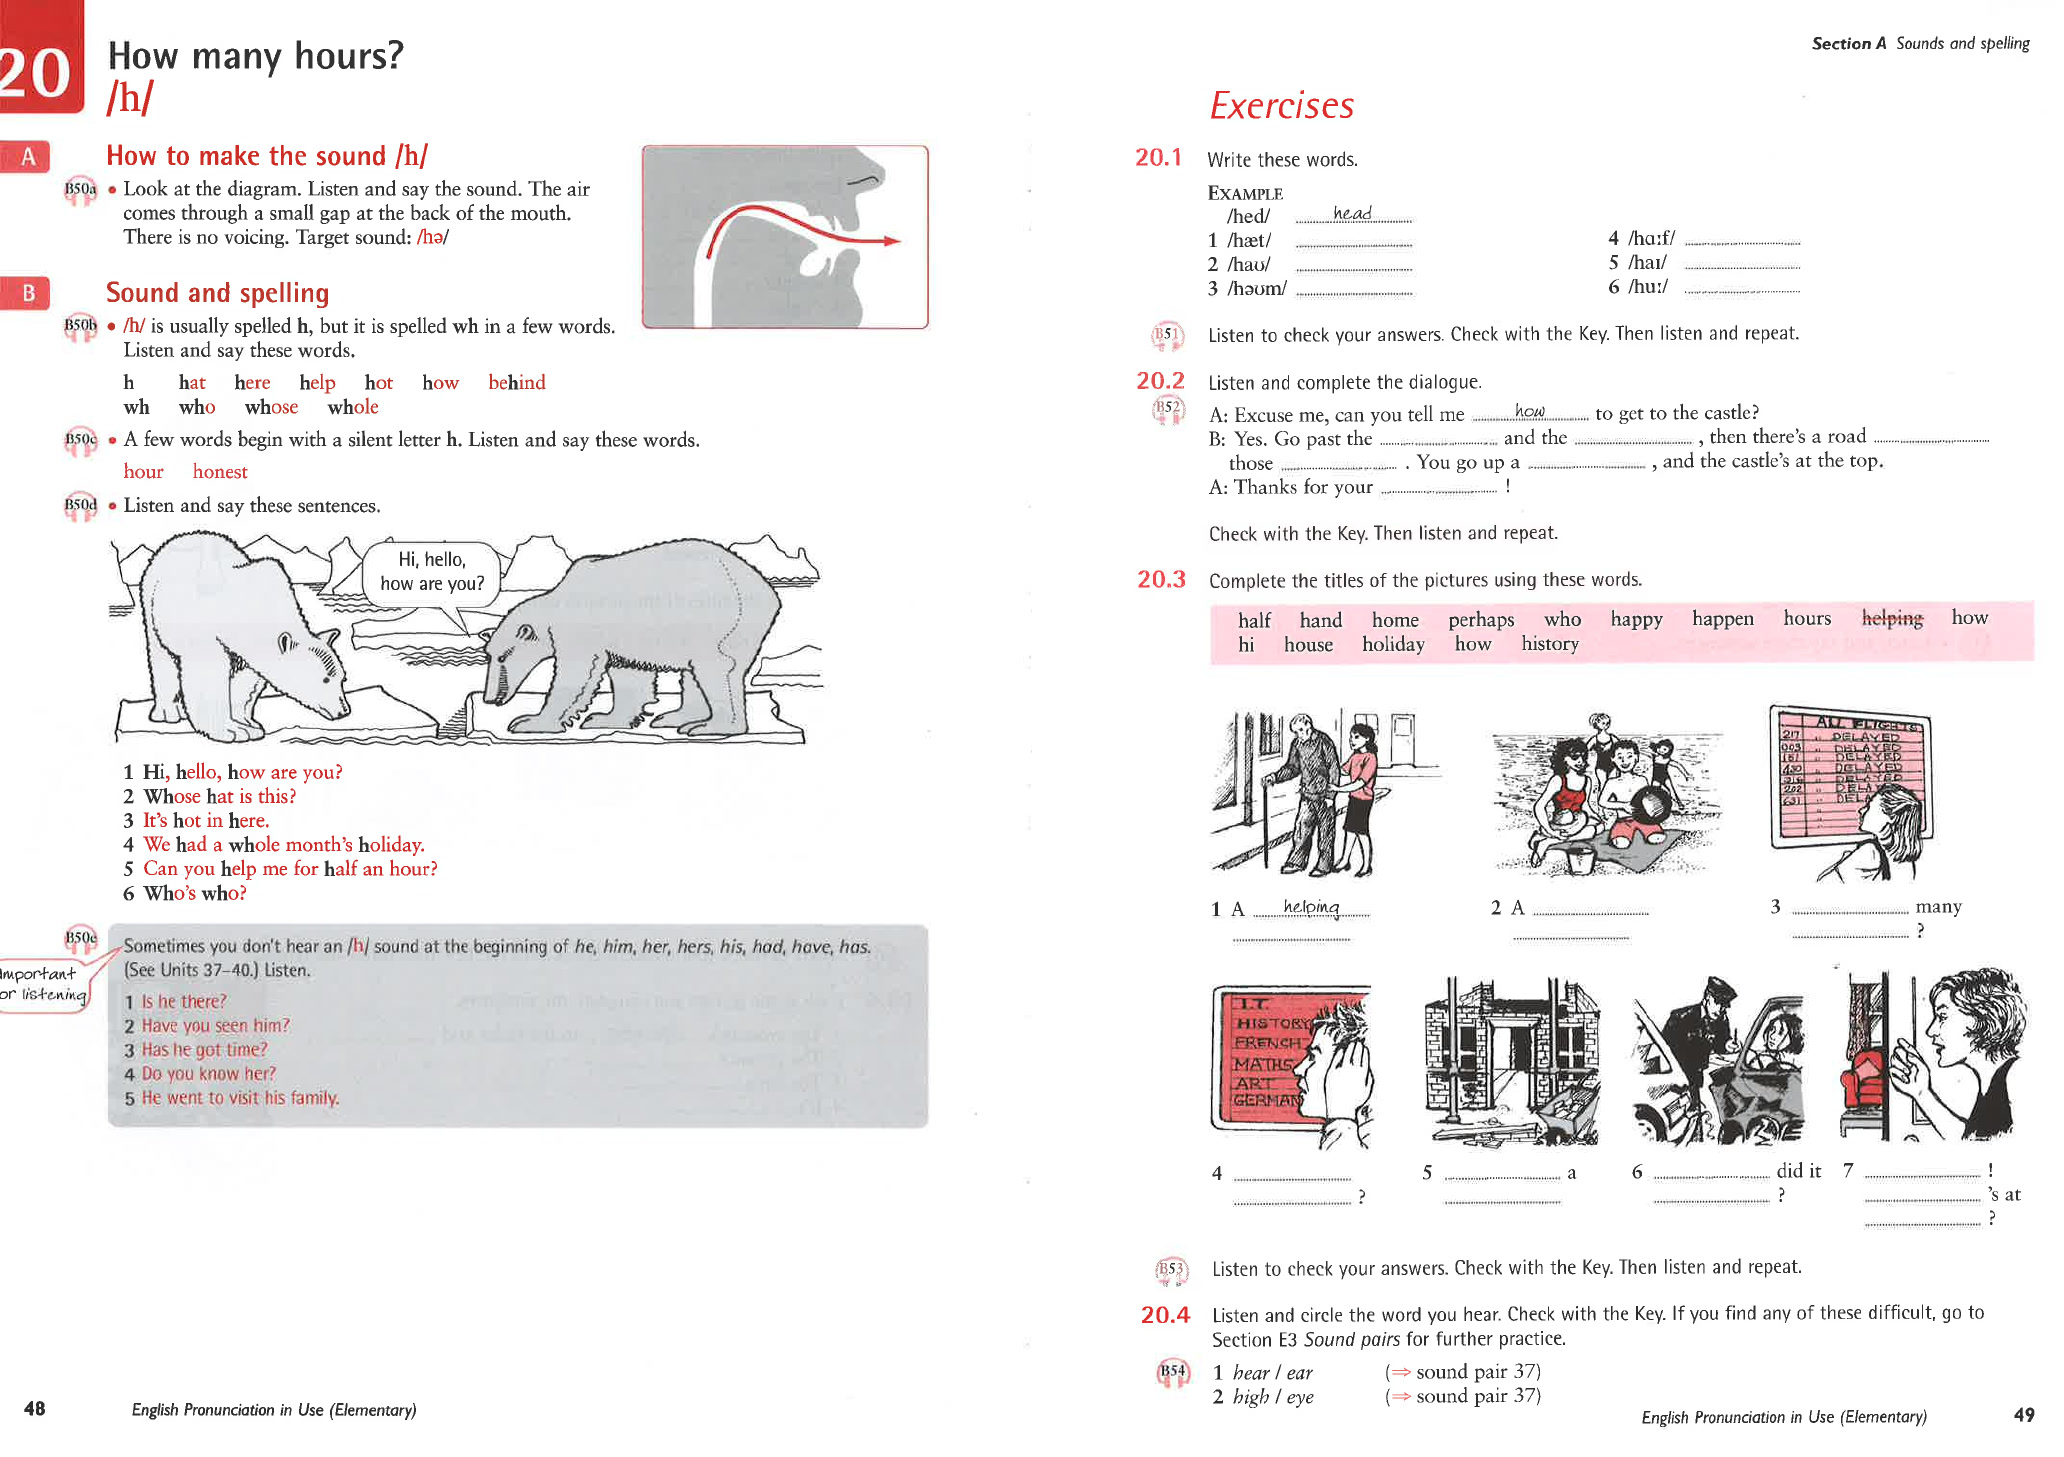 20
How many hours?
/h/
A
How to make the sound /h/
B50a • Look at the diagram. Listen and say the sound. The air
comes through a small gap at the back of the mouth.
There is no voicing. Target sound: /hə/
B
Sound and spelling
B50b • /h/ is usually spelled h, but it is spelled wh in a few words.
Listen and say these words.
h hat here help hot how behind
wh who whose whole
B50c • A few words begin with a silent letter h. Listen and say these words.
hour honest
B50d • Listen and say these sentences.
Hi, hello,
how are you?
1 Hi, hello, how are you?
2 Whose hat is this?
3 It's hot in here.
4 We had a whole month's holiday.
5 Can you help me for half an hour?
6 Who's who?
B50e
Important
for listening
Sometimes you don't hear an /h/ sound at the beginning of he, him, her, hers, his, had, have, has.
(See Units 37–40.) Listen.
1 Is he there?
2 Have you seen him?
3 Has he got time?
4 Do you know her?
5 He went to visit his family.
48 English Pronunciation in Use (Elementary)
Section A Sounds and spelling
Exercises
20.1 Write these words.
EXAMPLE
/hed/ head
1 /hæt/
2 /haʊ/
3 /həʊm/
4 /hɑːf/
5 /haɪ/
6 /huː/
B51 Listen to check your answers. Check with the Key. Then listen and repeat.
20.2 Listen and complete the dialogue.
B52
A: Excuse me, can you tell me how to get to the castle?
B: Yes. Go past the and the , then there's a road
those . You go up a , and the castle's at the top.
A: Thanks for your !
Check with the Key. Then listen and repeat.
20.3 Complete the titles of the pictures using these words.
half hand home perhaps who happy happen hours helping how
hi house holiday how history
ALL FLIGHTS
217 " DELAYED
003 " DELAYED
181 " DELAYED
430 " DELAYED
DELAYED
202 " DELA
631 " DEL
1 A helping
2 A
3 many
?
I.T.
HISTORY
FRENCH
MATHS
ART
GERMAN
4
?
5 a
6 did it
?
7 !
's at
?
B53 Listen to check your answers. Check with the Key. Then listen and repeat.
20.4 Listen and circle the word you hear. Check with the Key. If you find any of these difficult, go to
Section E3 Sound pairs for further practice.
B54
1 hear / ear (⇒ sound pair 37)
2 high / eye (⇒ sound pair 37)
English Pronunciation in Use (Elementary) 49